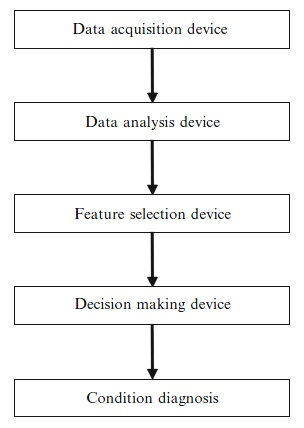 Data acquisition device
Data analysis device
Feature selection device
Decision making device
Condition diagnosis